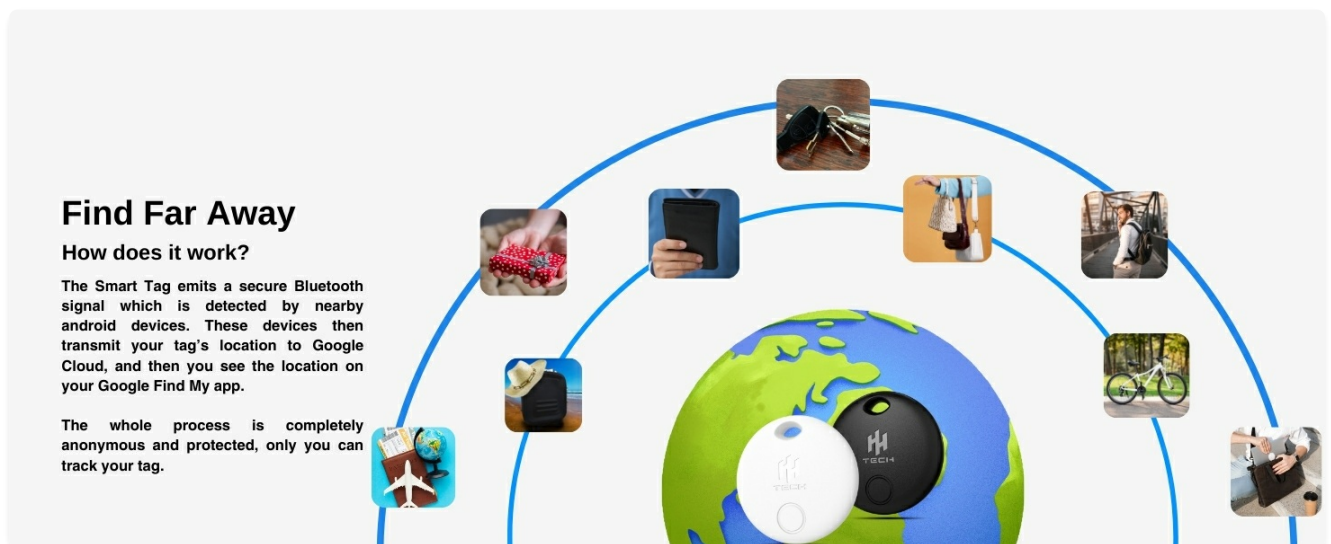 Find Far Away
How does it work?
The Smart Tag emits a secure Bluetooth
signal which is detected by nearby
android devices. These devices then
transmit your tag’s location to Google
Cloud, and then you see the location on
your Google Find My app.
The whole process is completely
anonymous and protected, only you can
track your tag.
TECH
TECH